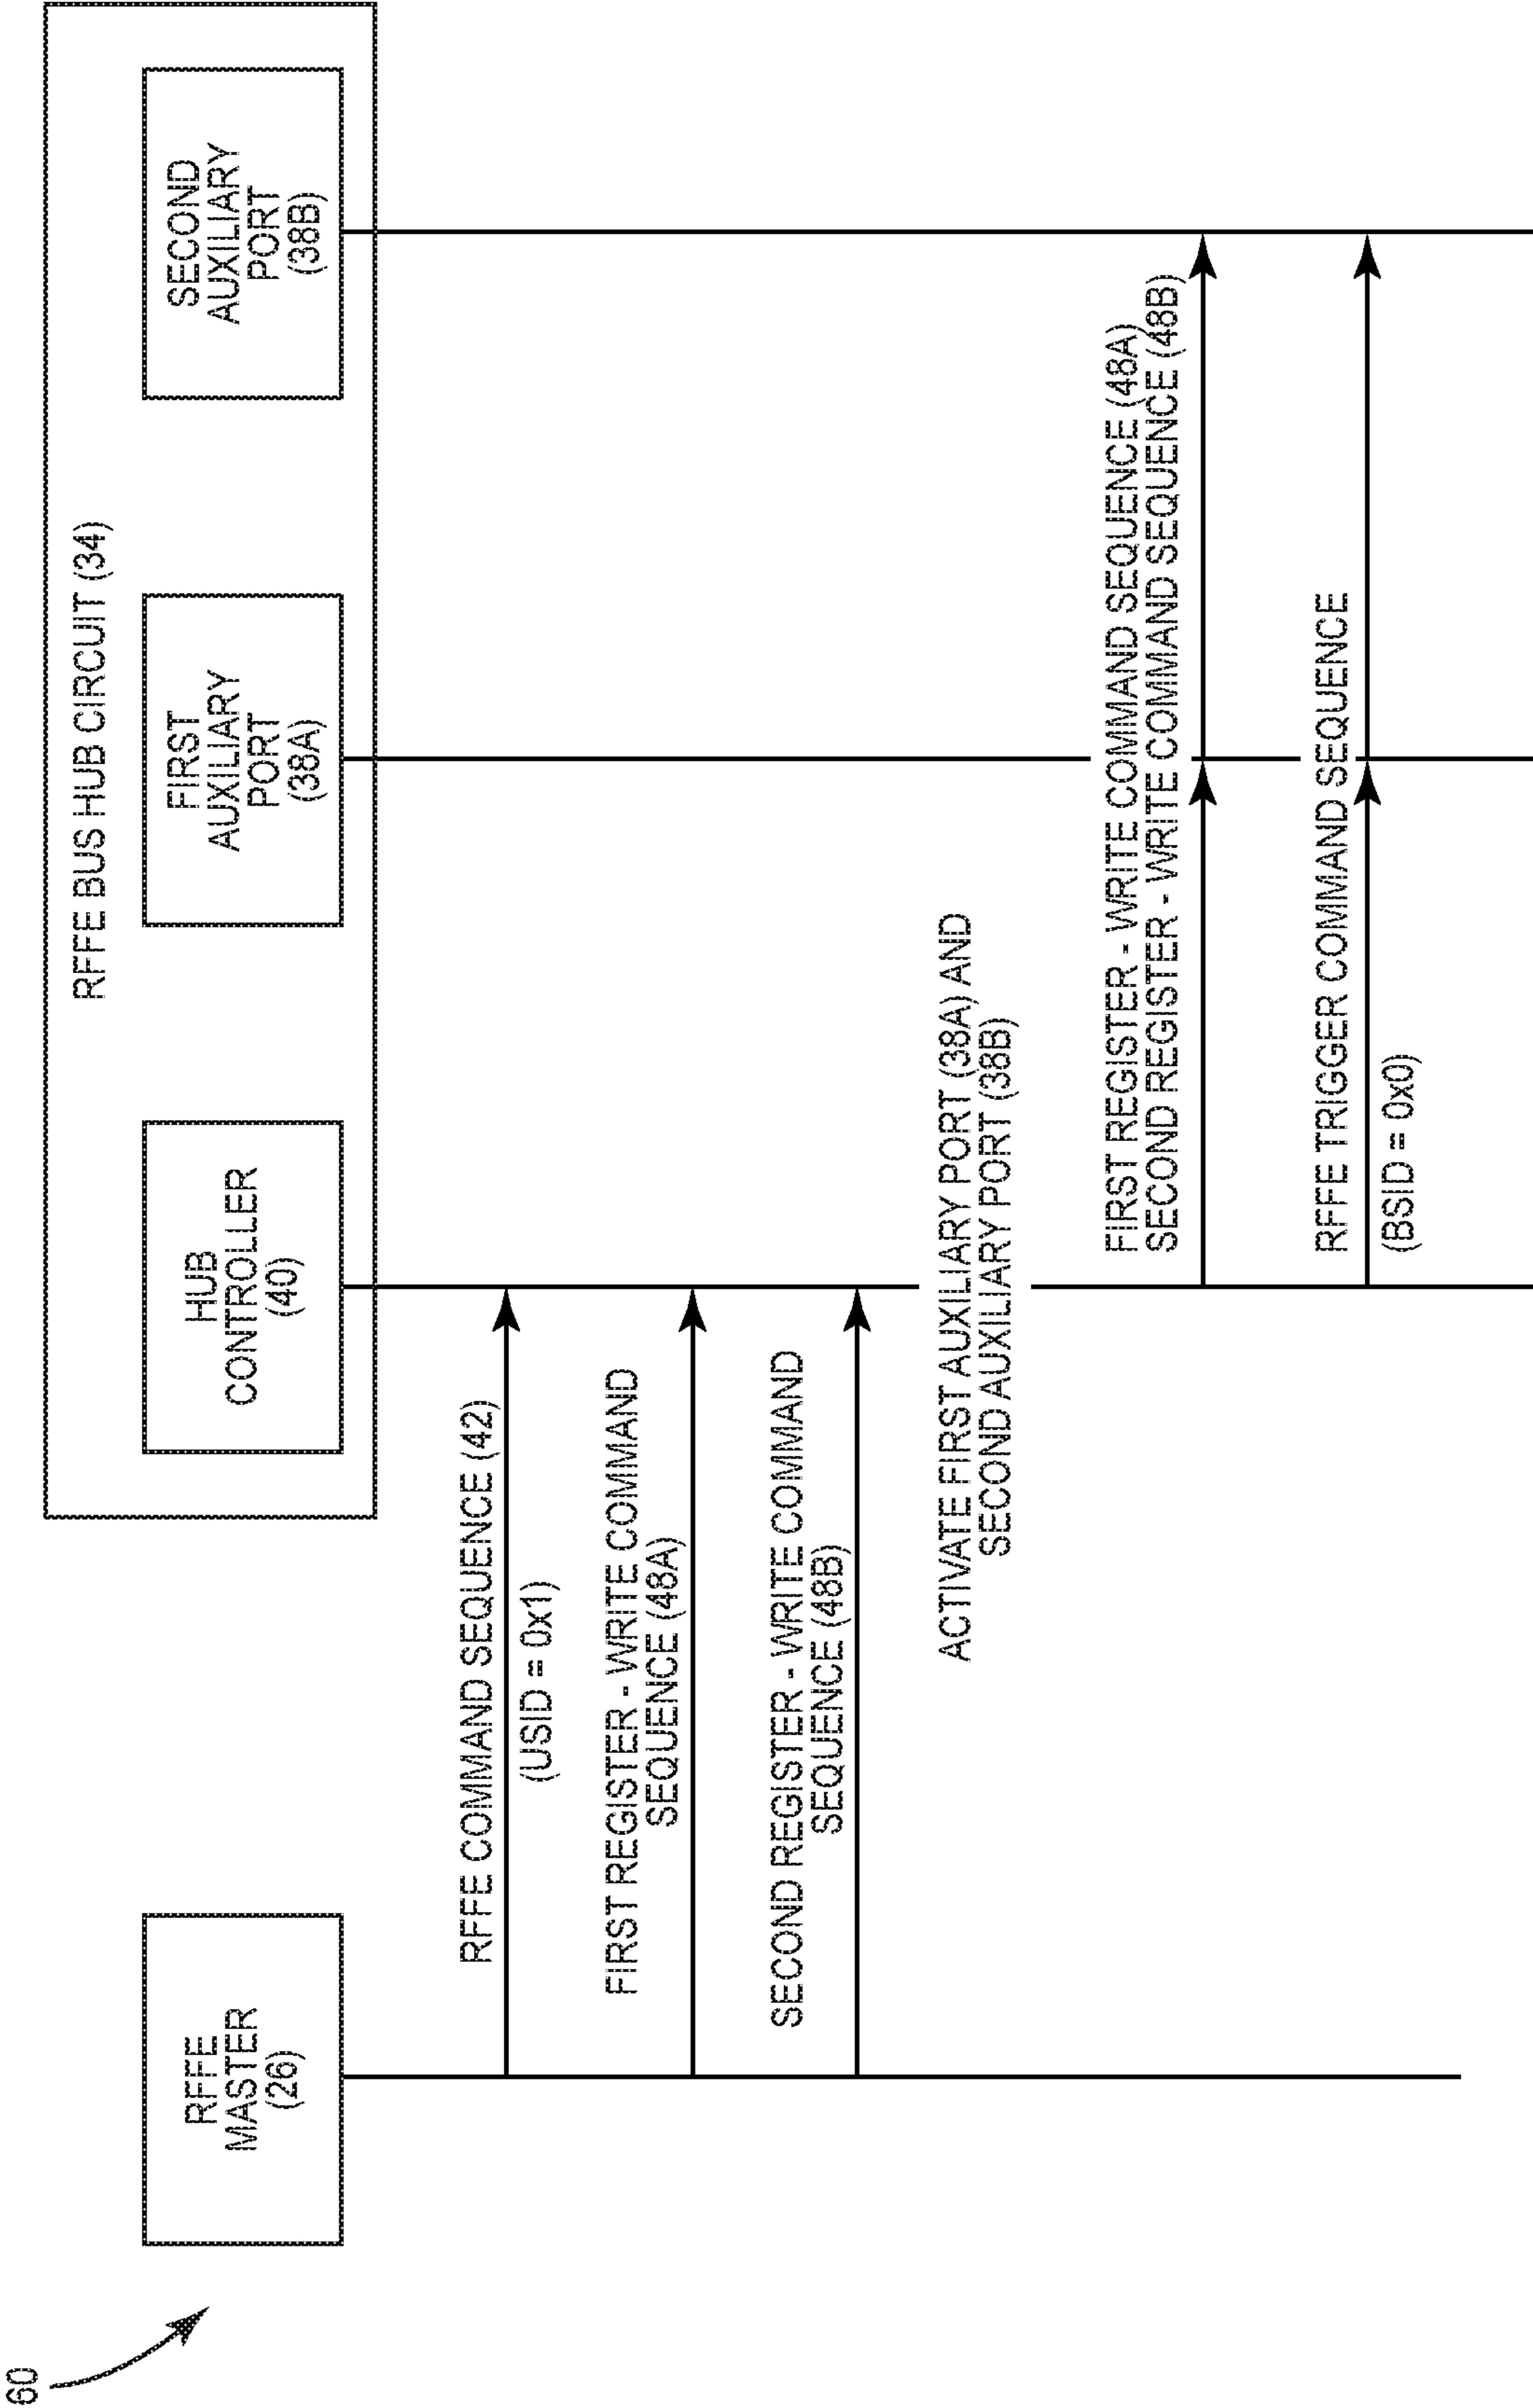 60
RFFE BUS HUB CIRCUIT (34)
RFFE
MASTER
(26)
HUB
CONTROLLER
(40)
FIRST
AUXILIARY
PORT
(38A)
SECOND
AUXILIARY
PORT
(38B)
RFFE COMMAND SEQUENCE (42)
(USID = 0x1)
FIRST REGISTER - WRITE COMMAND
SEQUENCE (48A)
SECOND REGISTER - WRITE COMMAND
SEQUENCE (48B)
ACTIVATE FIRST AUXILIARY PORT (38A) AND
SECOND AUXILIARY PORT (38B)
FIRST REGISTER - WRITE COMMAND SEQUENCE (48A)
SECOND REGISTER - WRITE COMMAND SEQUENCE (48B)
RFFE TRIGGER COMMAND SEQUENCE
(BSID = 0x0)